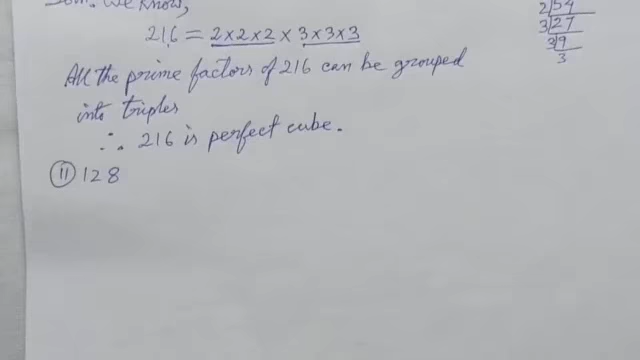 Soln. We know,
216 = 2×2×2 × 3×3×3
2|54
3|27
3|9
3
All the prime factors of 216 can be grouped
into triples
∴ 216 is perfect cube.
(ii) 128